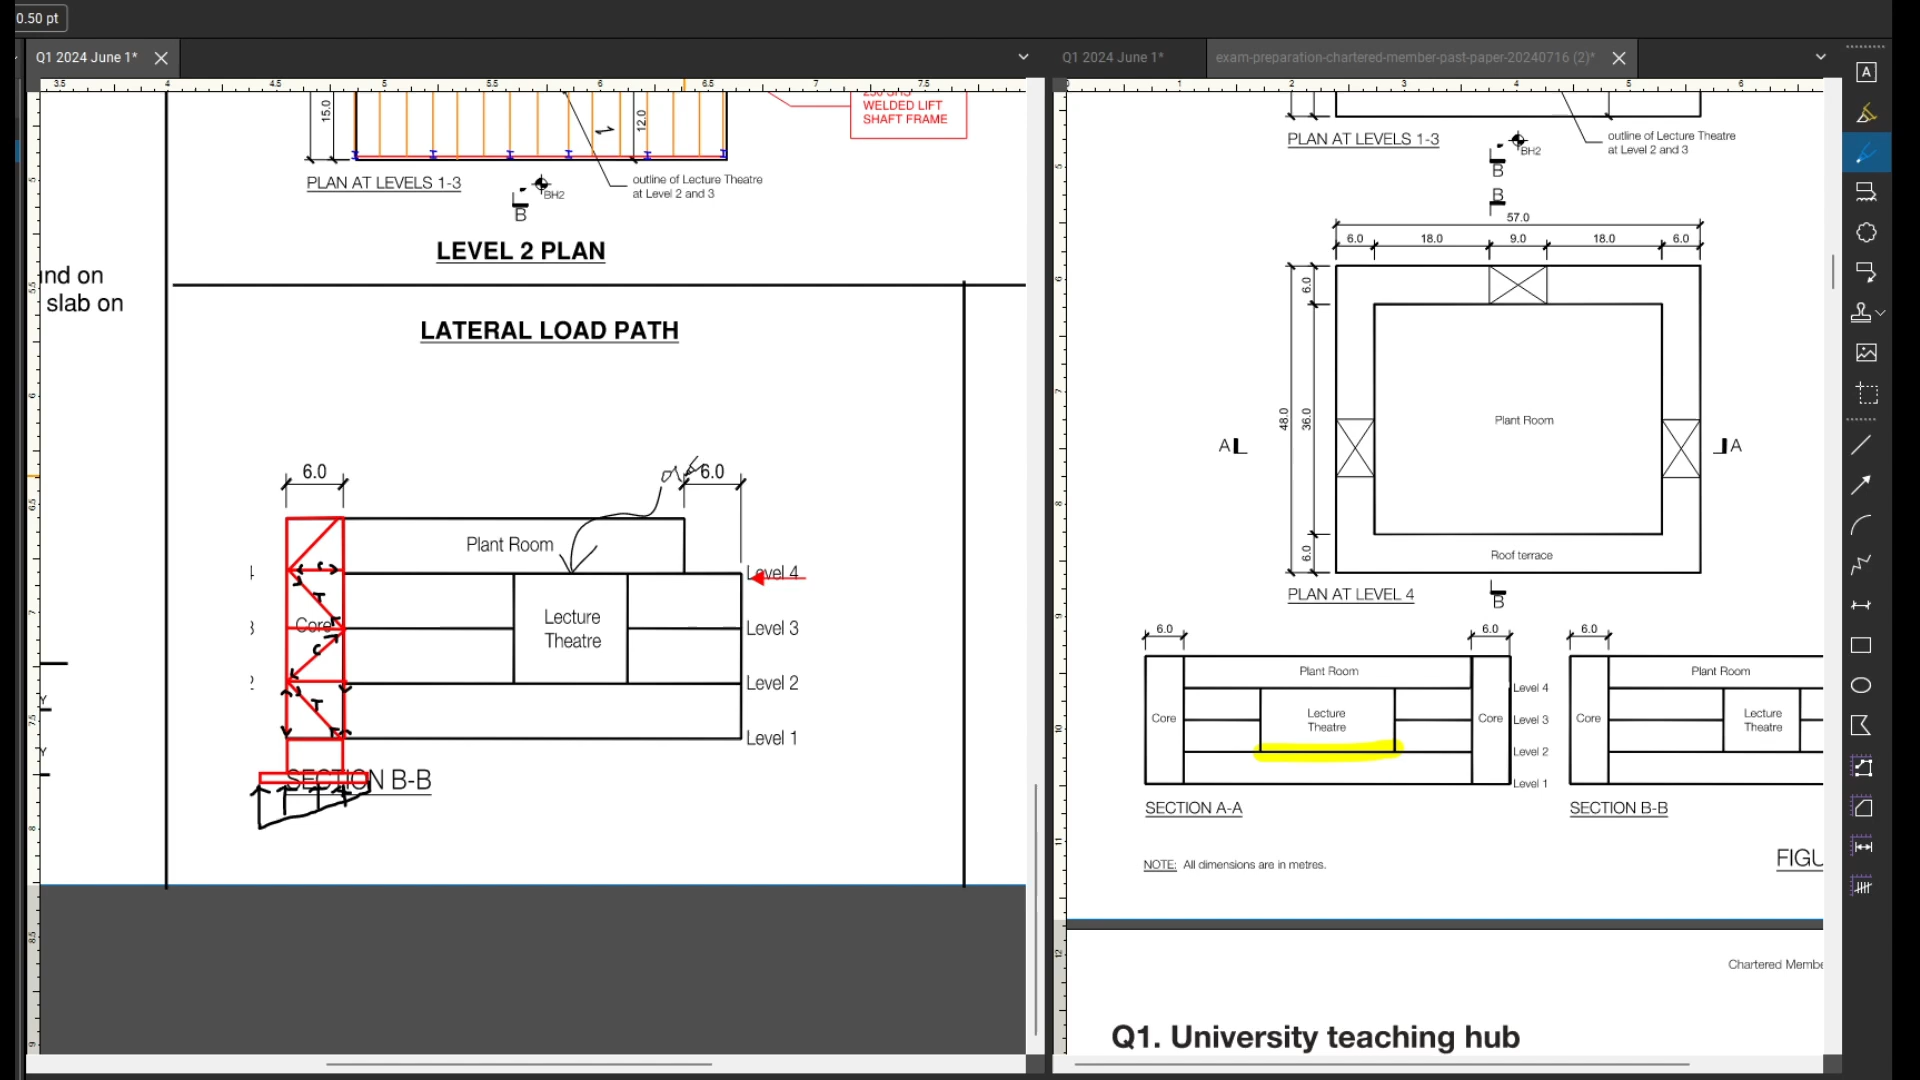 0.50 pt
Q1 2024 June 1*
Q1 2024 June 1*
exam-preparation-chartered-member-past-paper-20240716 (2)*
15.0
12.0
WELDED LIFT
SHAFT FRAME
PLAN AT LEVELS 1-3
BH2
B
outline of Lecture Theatre
at Level 2 and 3
LEVEL 2 PLAN
nd on
slab on
LATERAL LOAD PATH
6.0
6.0
Plant Room
Level 4
C
T
Core
Lecture
Theatre
Level 3
C
Level 2
T
Level 1
SECTION B-B
PLAN AT LEVELS 1-3
BH2
B
outline of Lecture Theatre
at Level 2 and 3
B
57.0
6.0 18.0 9.0 18.0 6.0
6.0
48.0
36.0
6.0
Plant Room
A
A
Roof terrace
PLAN AT LEVEL 4
B
6.0
6.0
6.0
Plant Room
Plant Room
Level 4
Core
Lecture
Theatre
Core
Level 3
Core
Lecture
Theatre
Level 2
Level 1
SECTION A-A
SECTION B-B
NOTE: All dimensions are in metres.
FIGU
Chartered Membe
Q1. University teaching hub